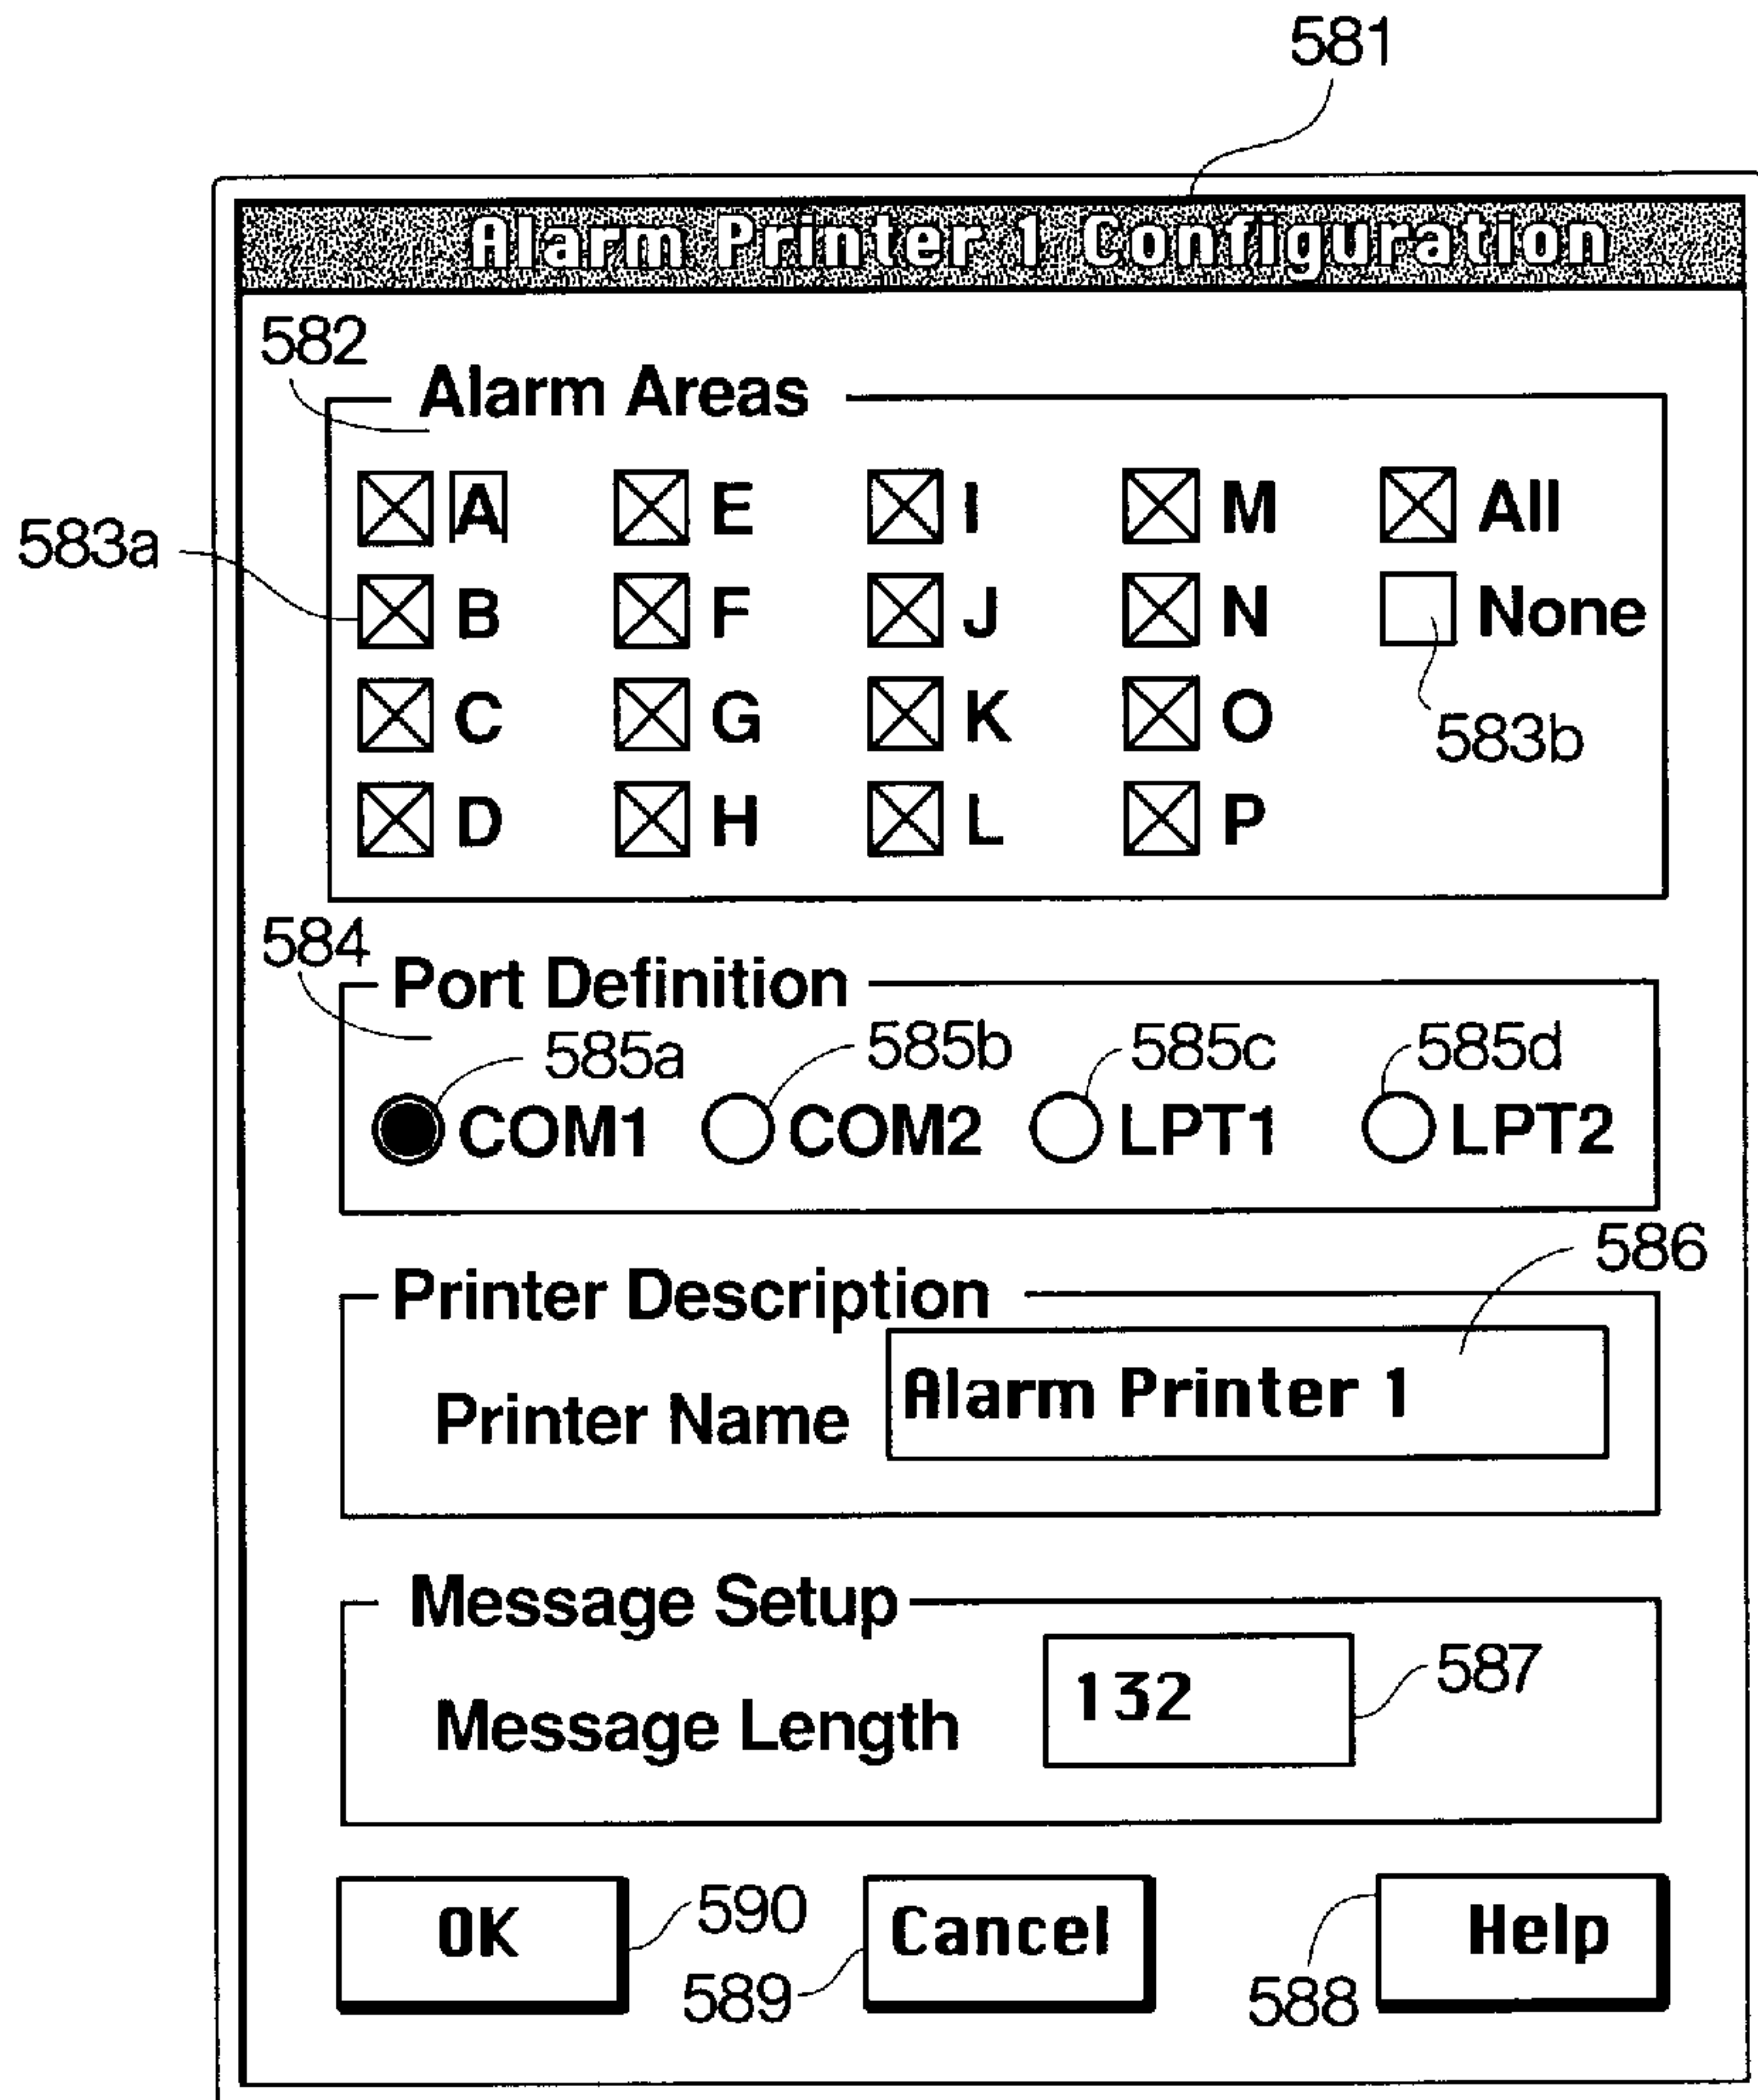 581
Alarm Printer 1 Configuration
582
Alarm Areas
A E I M All
583a
B F J N None
C G K O
583b
D H L P
584
Port Definition
585a 585b 585c 585d
COM1 COM2 LPT1 LPT2
586
Printer Description
Printer Name Alarm Printer 1
Message Setup
587
Message Length 132
OK 590 Cancel Help
589 588